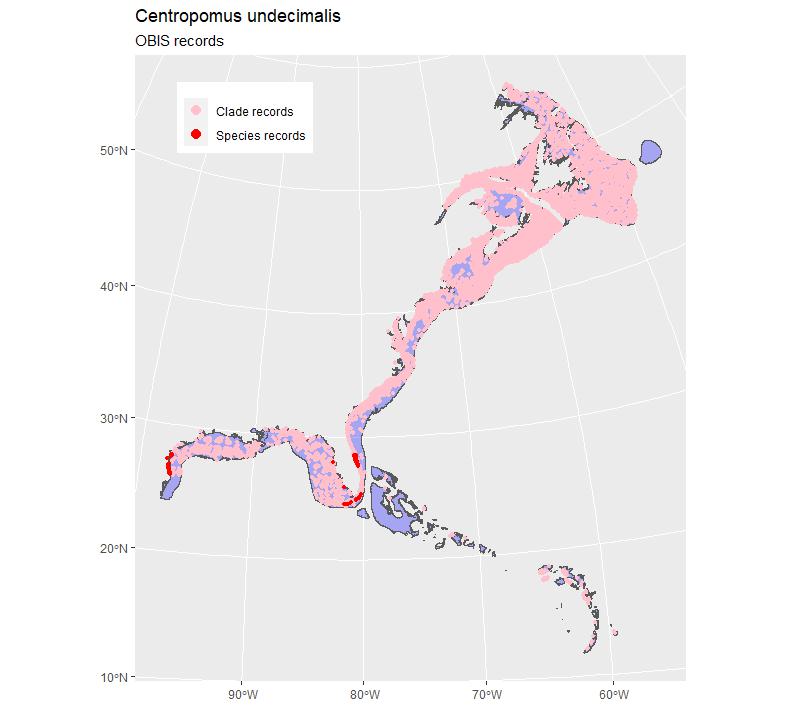 Centropomus undecimalis
OBIS records
Clade records
Species records
50°N
40°N
30°N
20°N
10°N
90°W 80°W 70°W 60°W